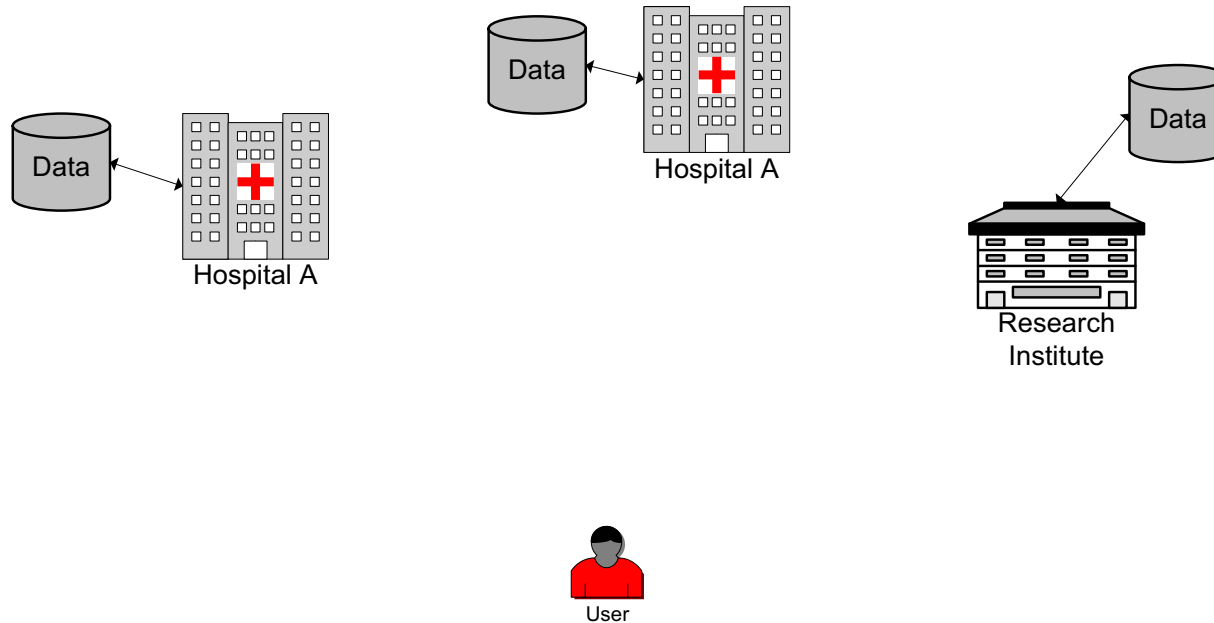 Data
Hospital A
Data
Hospital A
Data
Research
Institute
User